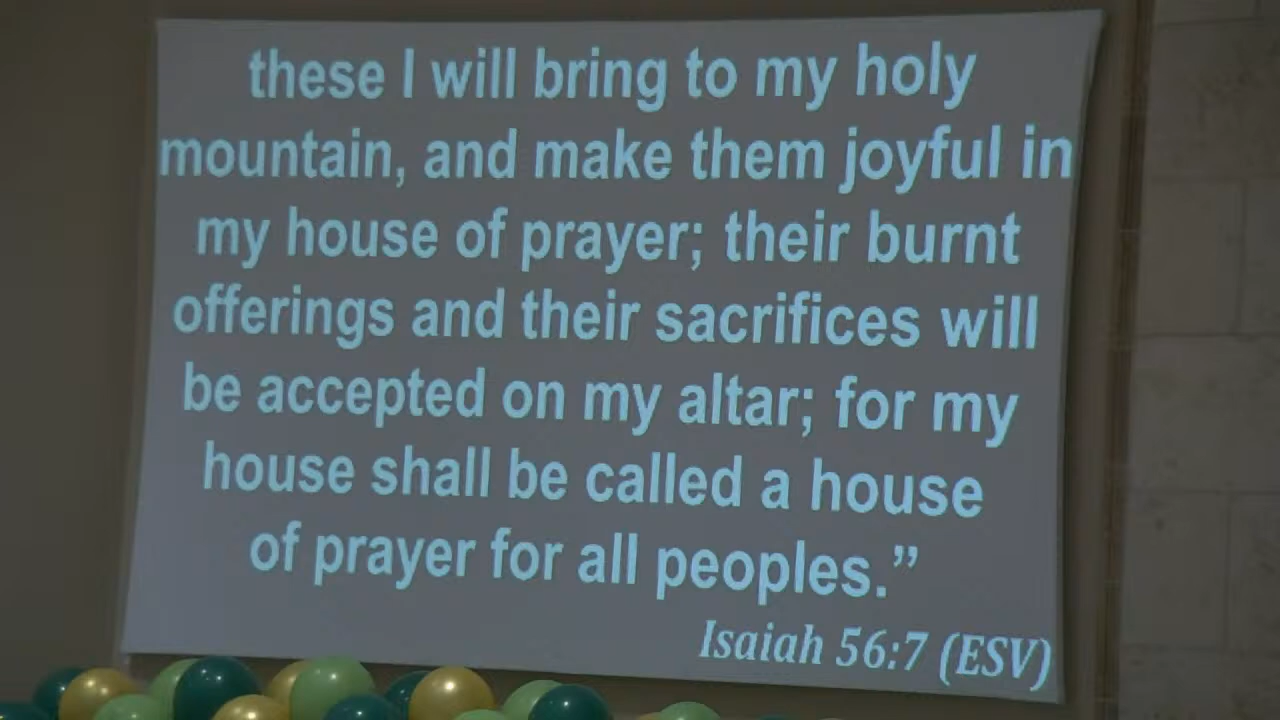 these I will bring to my holy
mountain, and make them joyful in
my house of prayer; their burnt
offerings and their sacrifices will
be accepted on my altar; for my
house shall be called a house
of prayer for all peoples.”
Isaiah 56:7 (ESV)